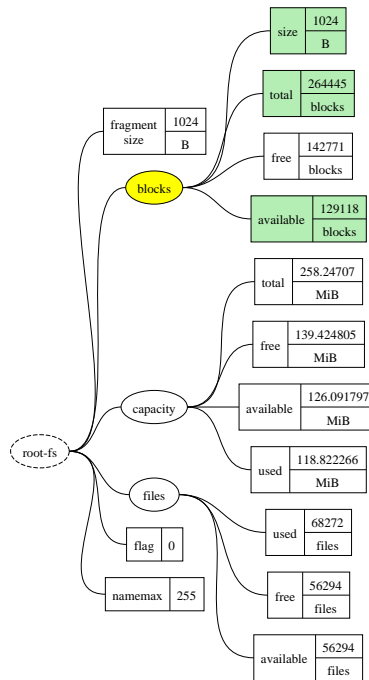 size
1024
B
total
264445
blocks
fragment
size
1024
B
free
142771
blocks
blocks
available
129118
blocks
total
258.24707
MiB
free
139.424805
MiB
capacity
available
126.091797
MiB
root-fs
used
118.822266
MiB
files
used
68272
files
flag
0
namemax
255
free
56294
files
available
56294
files